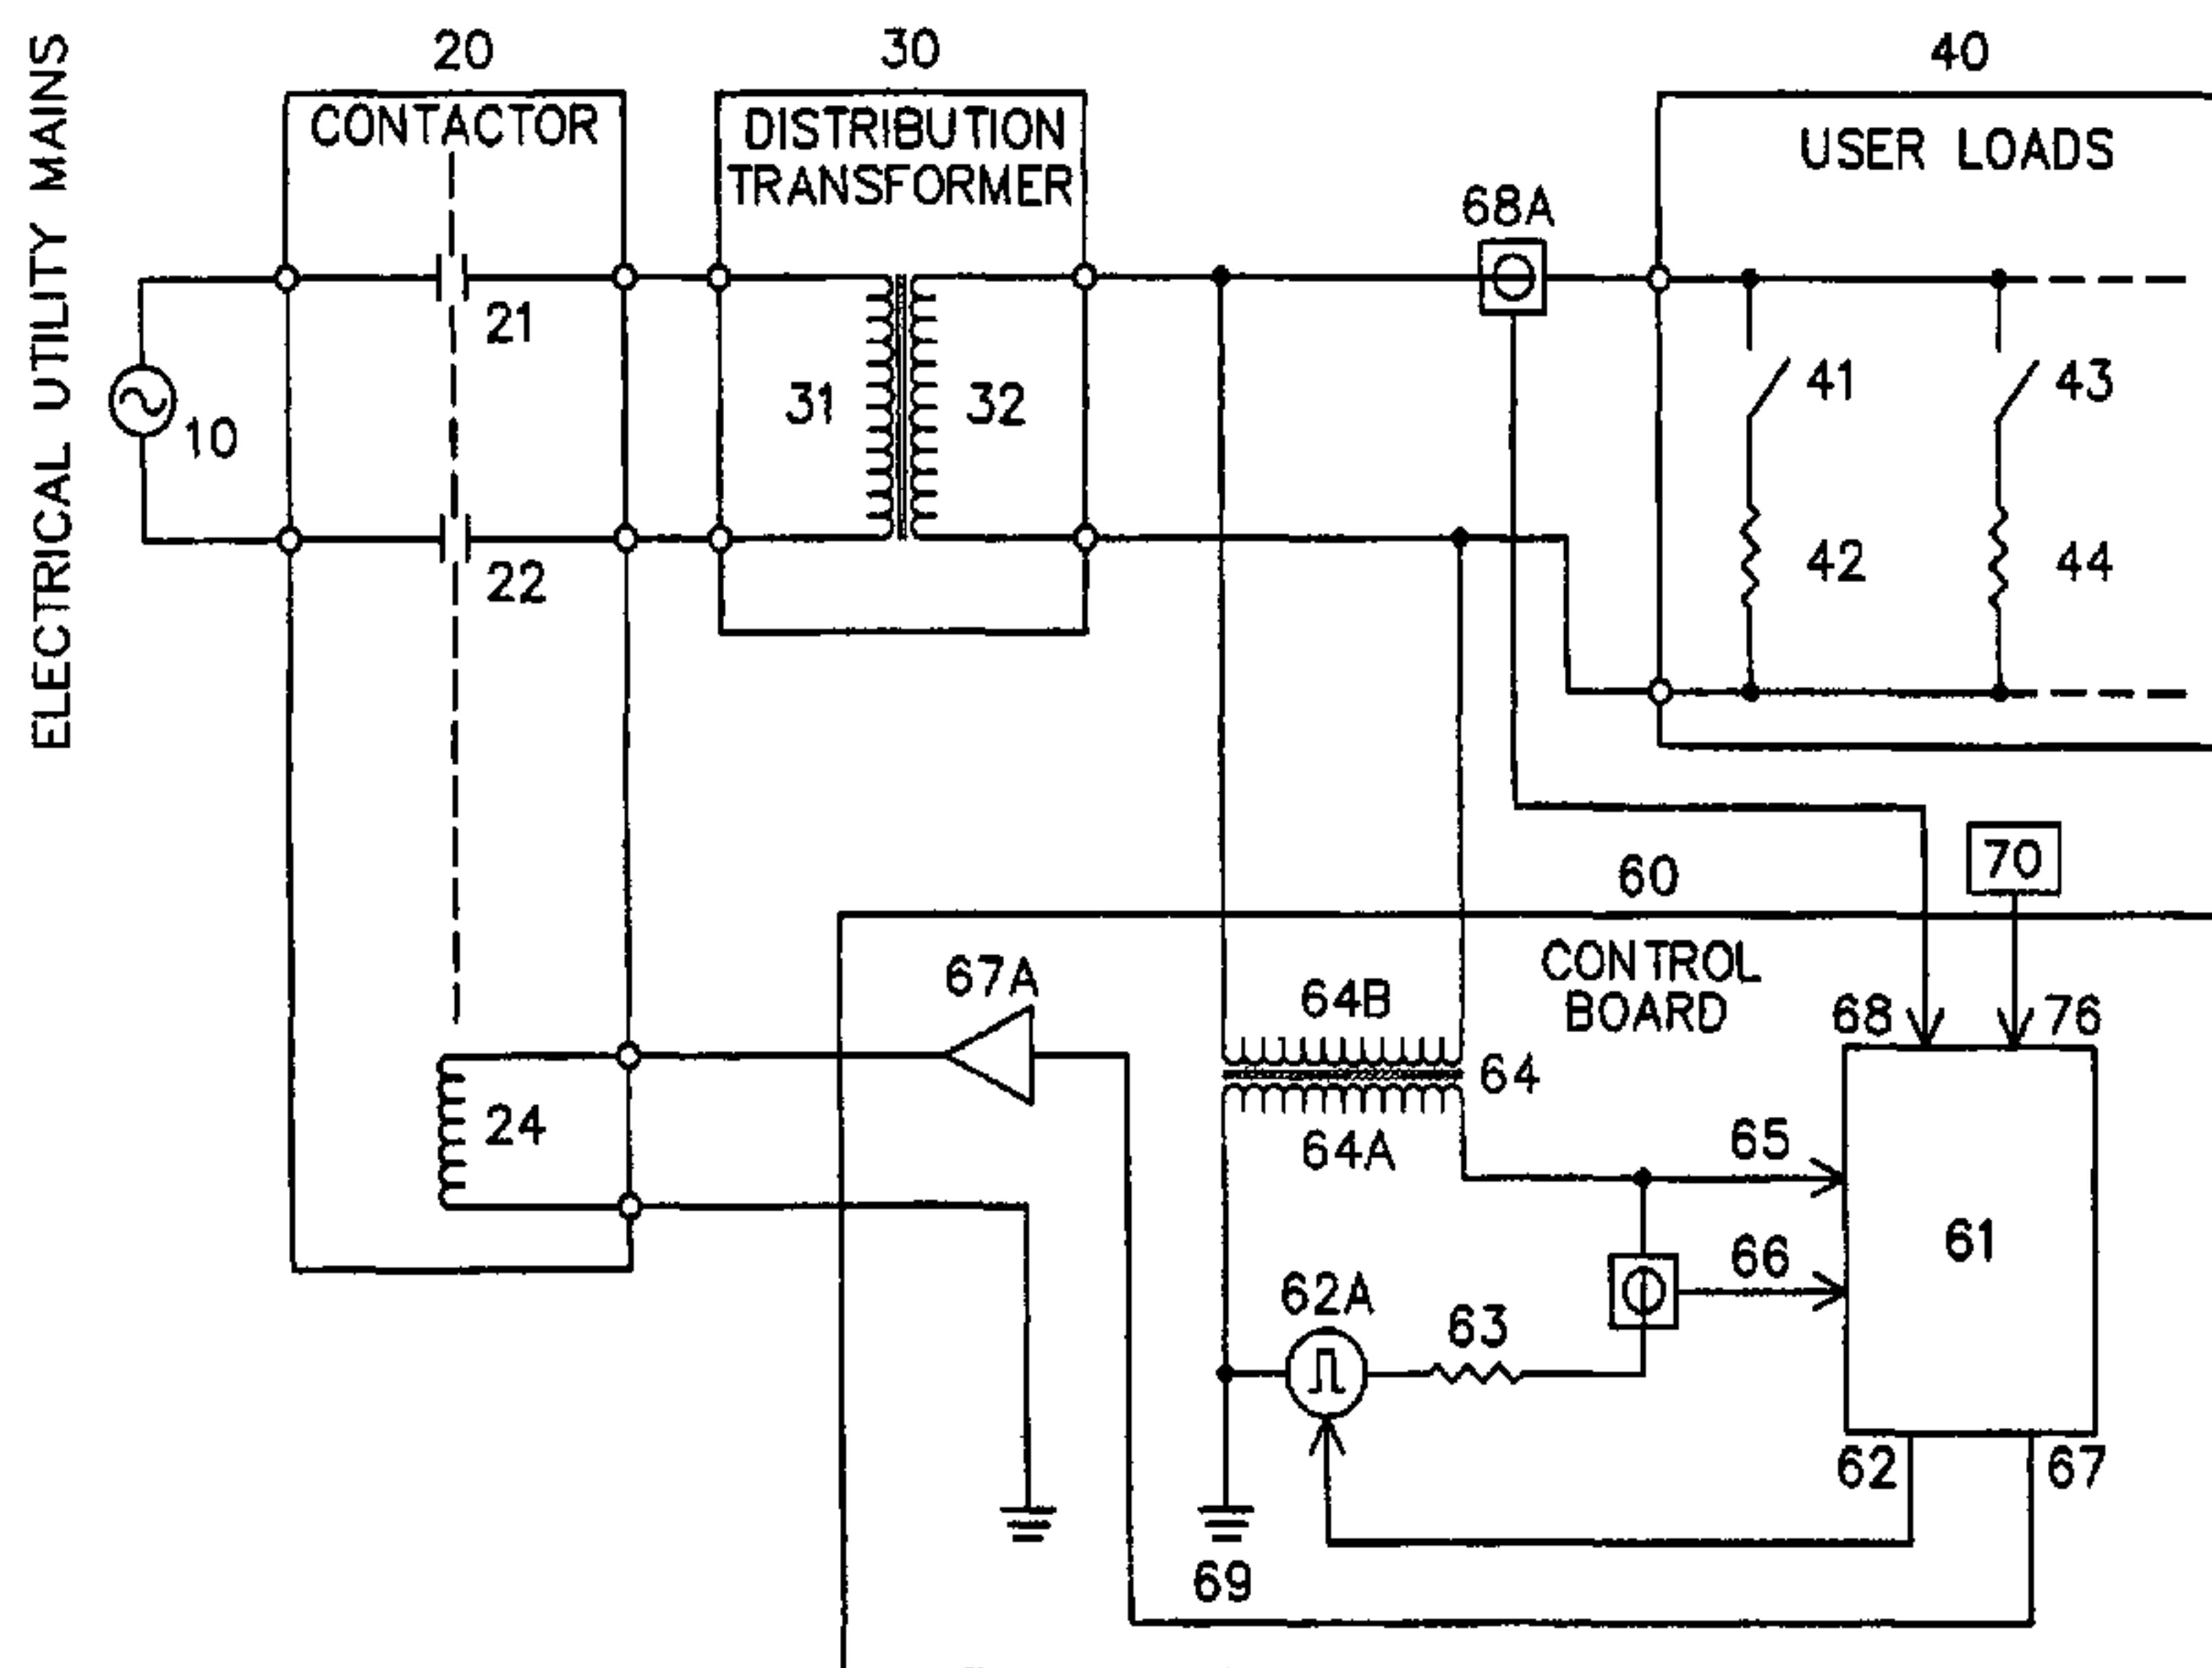 ELECTRICAL UTILITY MAINS
20
30
40
CONTACTOR
DISTRIBUTION
TRANSFORMER
USER LOADS
68A
21
10
31
32
41
43
22
42
44
70
60
CONTROL
BOARD
67A
64B
68
76
64
24
64A
65
61
66
62A
63
62
67
69